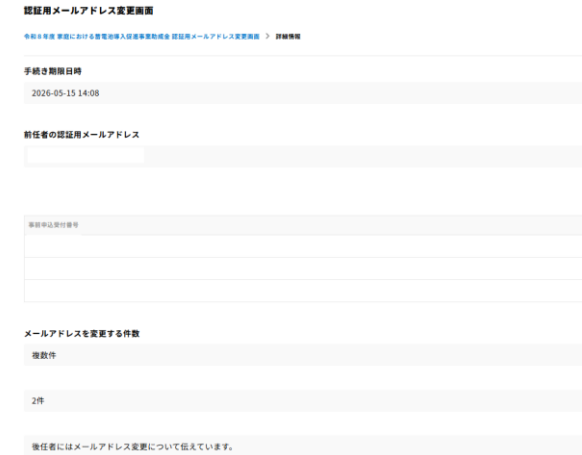 認証用メールアドレス変更画面
令和6年度 家庭における蓄電池導入促進事業助成金 認証用メールアドレス変更画面 > 詳細情報
手続き期限日時
2026-05-15 14:08
前任者の認証用メールアドレス
事前申込受付番号
メールアドレスを変更する件数
複数件
2件
後任者にはメールアドレス変更について伝えています。